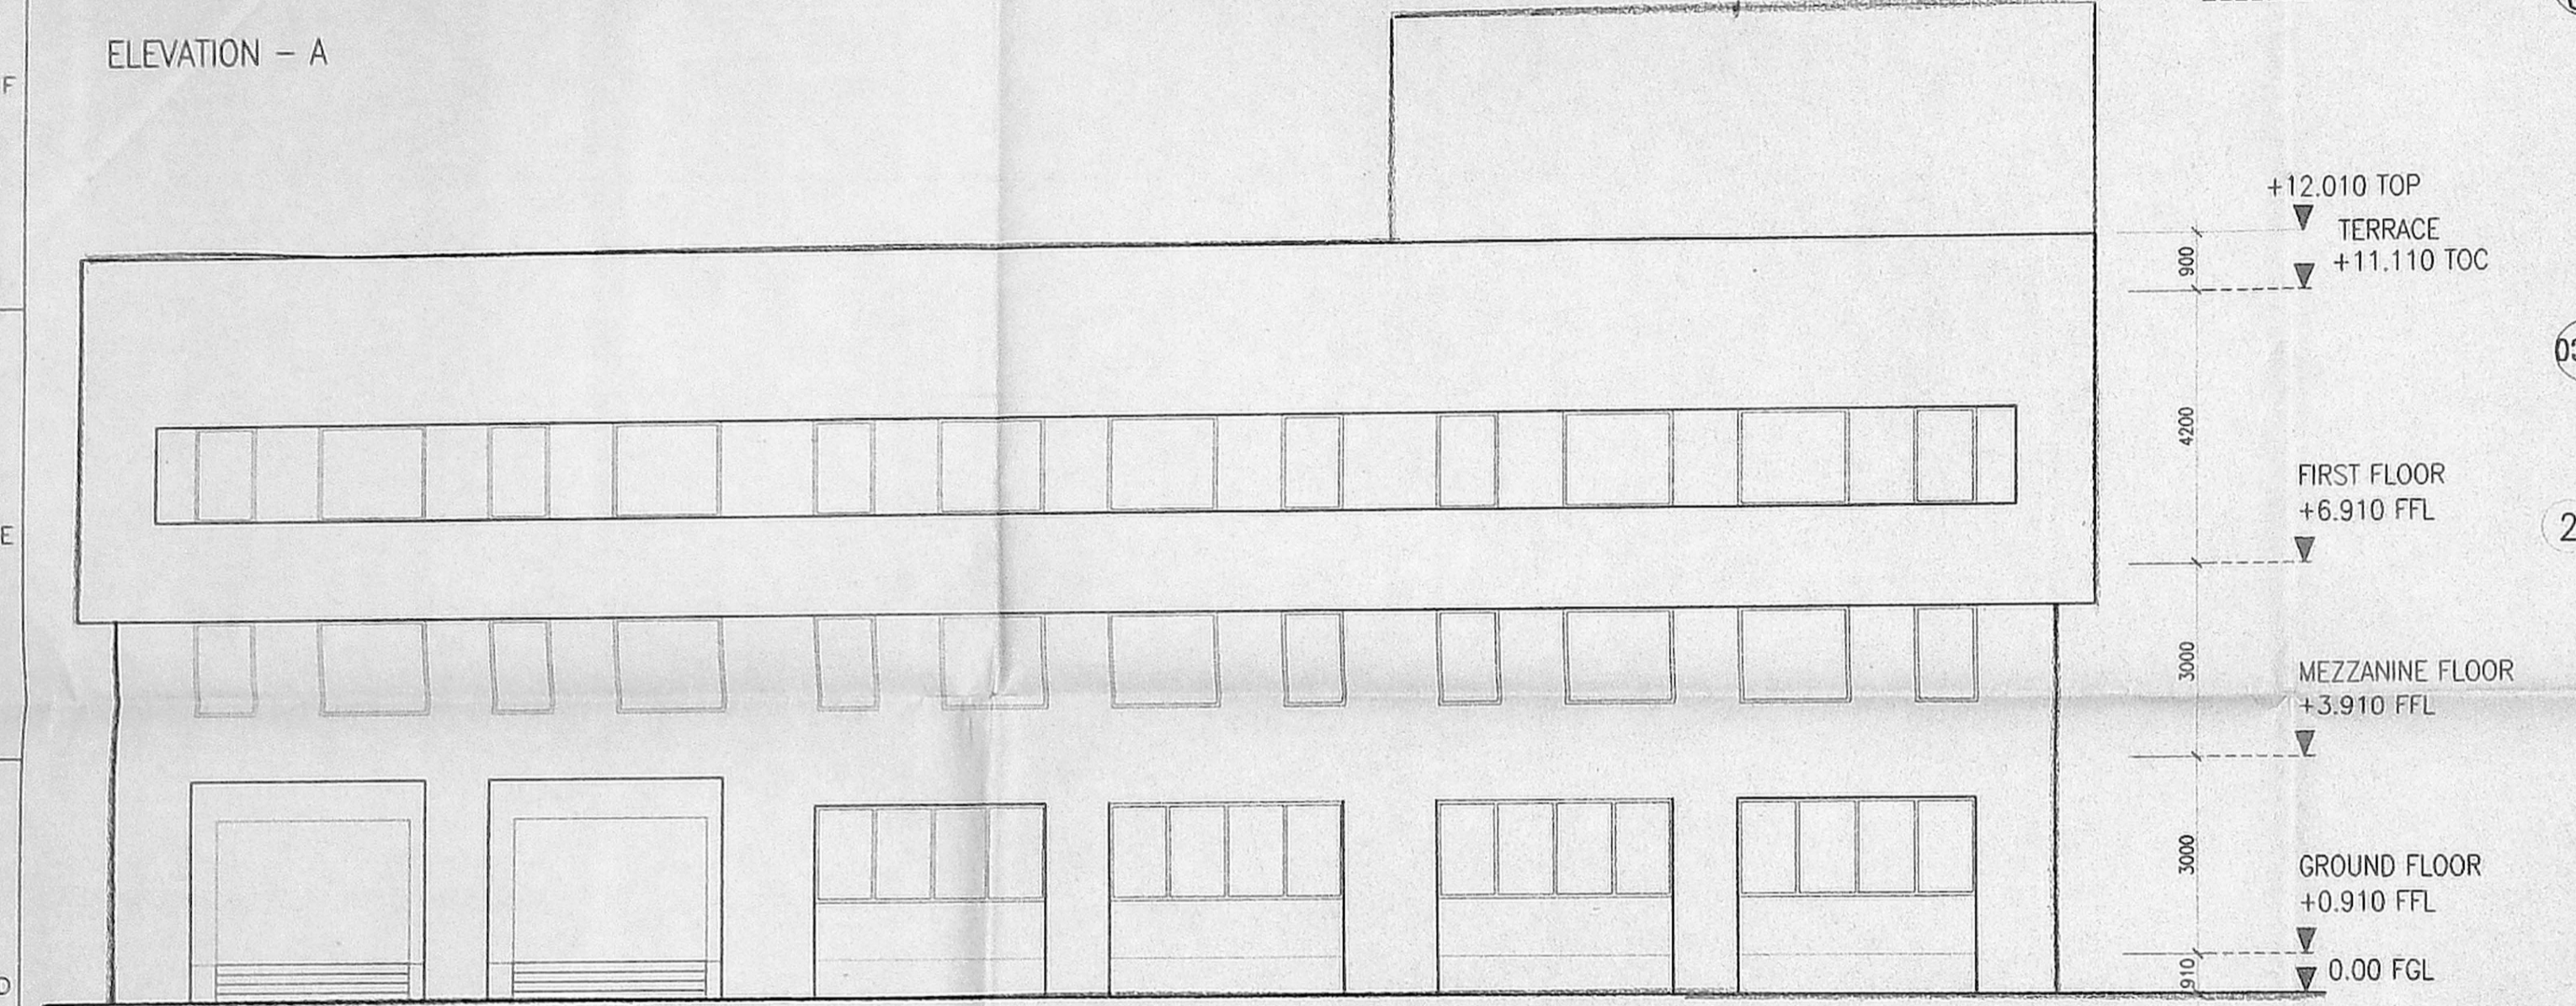 ELEVATION – A
F
E
+12.010 TOP
TERRACE
+11.110 TOC
900
4200
FIRST FLOOR
+6.910 FFL
3000
MEZZANINE FLOOR
+3.910 FFL
3000
GROUND FLOOR
+0.910 FFL
910
0.00 FGL
2